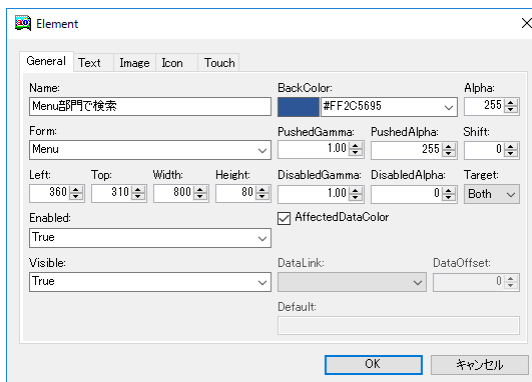 Element
General Text Image Icon Touch
Name: BackColor: Alpha:
Menu部門で検索 #FF2C5695 255
Form: PushedGamma: PushedAlpha: Shift:
Menu 1.00 255 0
Left: Top: Width: Height: DisabledGamma: DisabledAlpha: Target:
360 310 800 80 1.00 0 Both
Enabled: AffectedDataColor
True
Visible: DataLink: DataOffset:
True 0
Default:
OK キャンセル